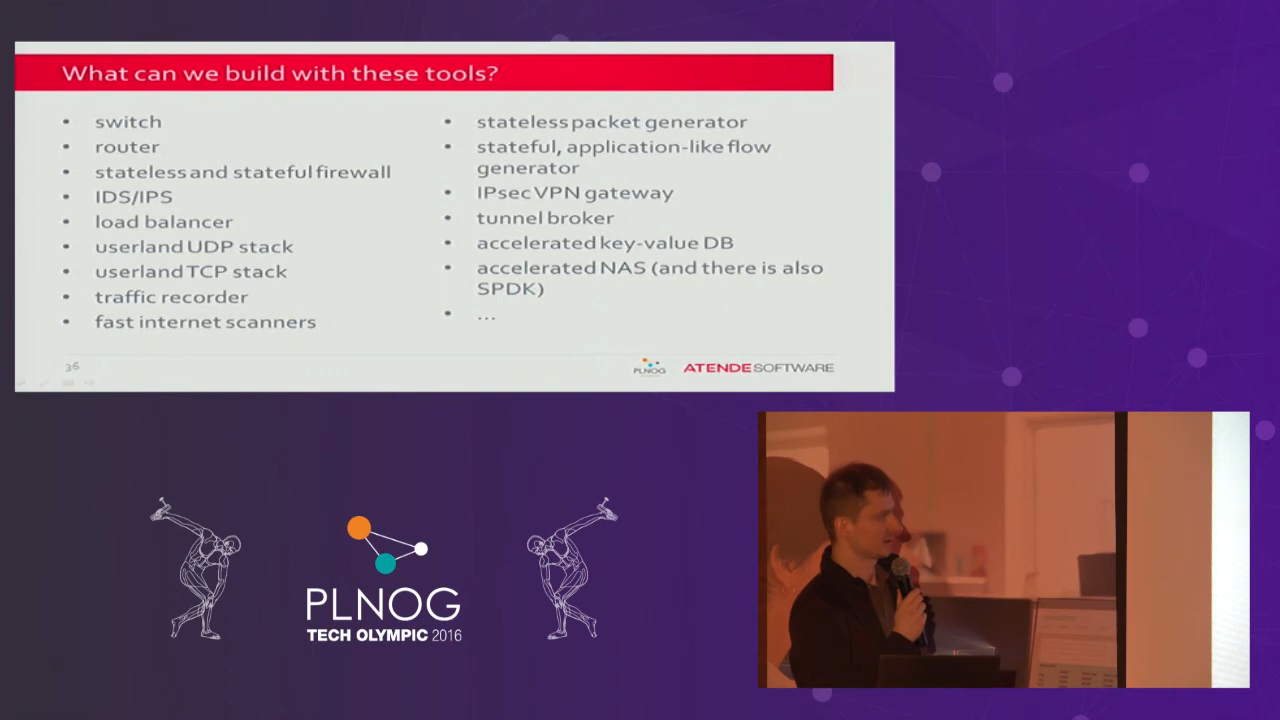 What can we build with these tools?
• switch
• router
• stateless and stateful firewall
• IDS/IPS
• load balancer
• userland UDP stack
• userland TCP stack
• traffic recorder
• fast internet scanners
• stateless packet generator
• stateful, application-like flow
generator
• IPsec VPN gateway
• tunnel broker
• accelerated key-value DB
• accelerated NAS (and there is also
SPDK)
• ...
36
PLNOG
ATENDE SOFTWARE
PLNOG
TECH OLYMPIC 2016